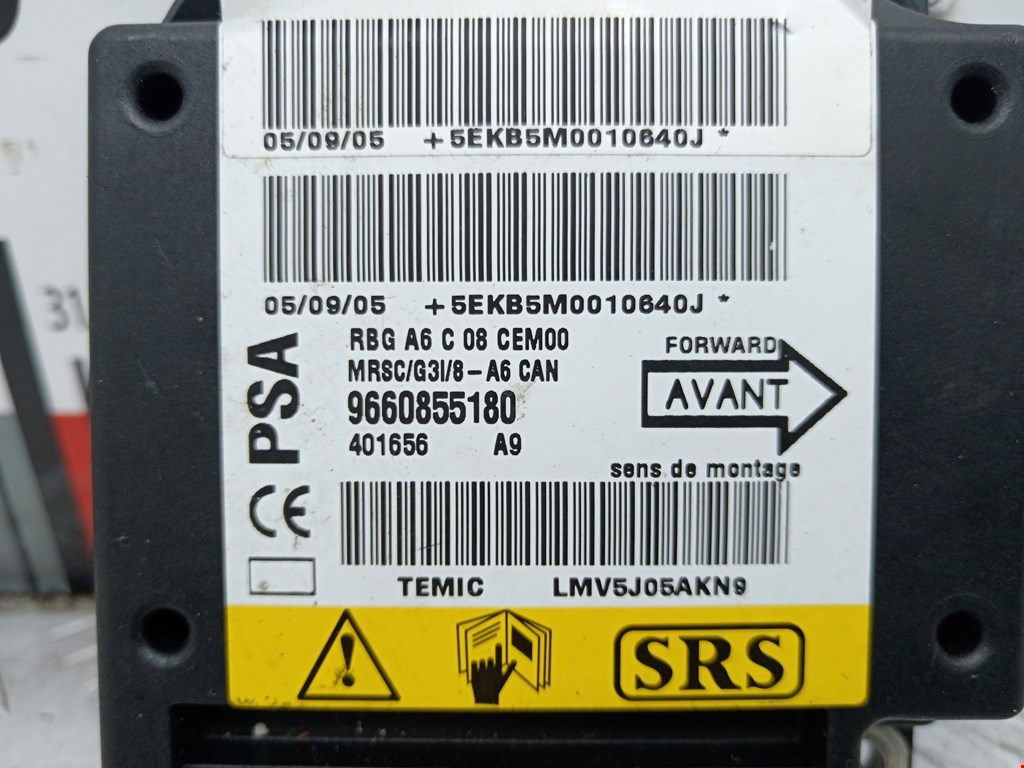 05/09/05 +5EKB5M0010640J *
05/09/05 +5EKB5M0010640J *
PSA
RBG A6 C 08 CEM00
MRSC/G3I/8-A6 CAN
9660855180
401656 A9
FORWARD
AVANT
sens de montage
CE
TEMIC LMV5J05AKN9
SRS
31